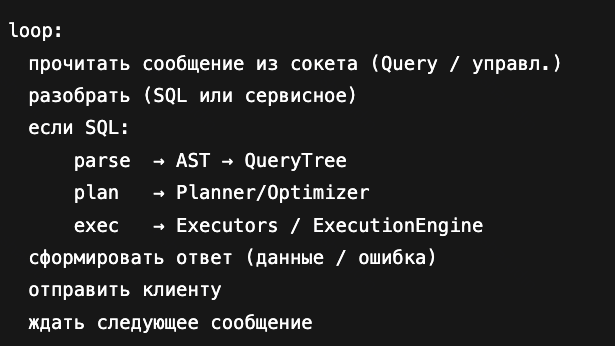 loop:
прочитать сообщение из сокета (Query / управл.)
разобрать (SQL или сервисное)
если SQL:
parse → AST → QueryTree
plan → Planner/Optimizer
exec → Executors / ExecutionEngine
сформировать ответ (данные / ошибка)
отправить клиенту
ждать следующее сообщение